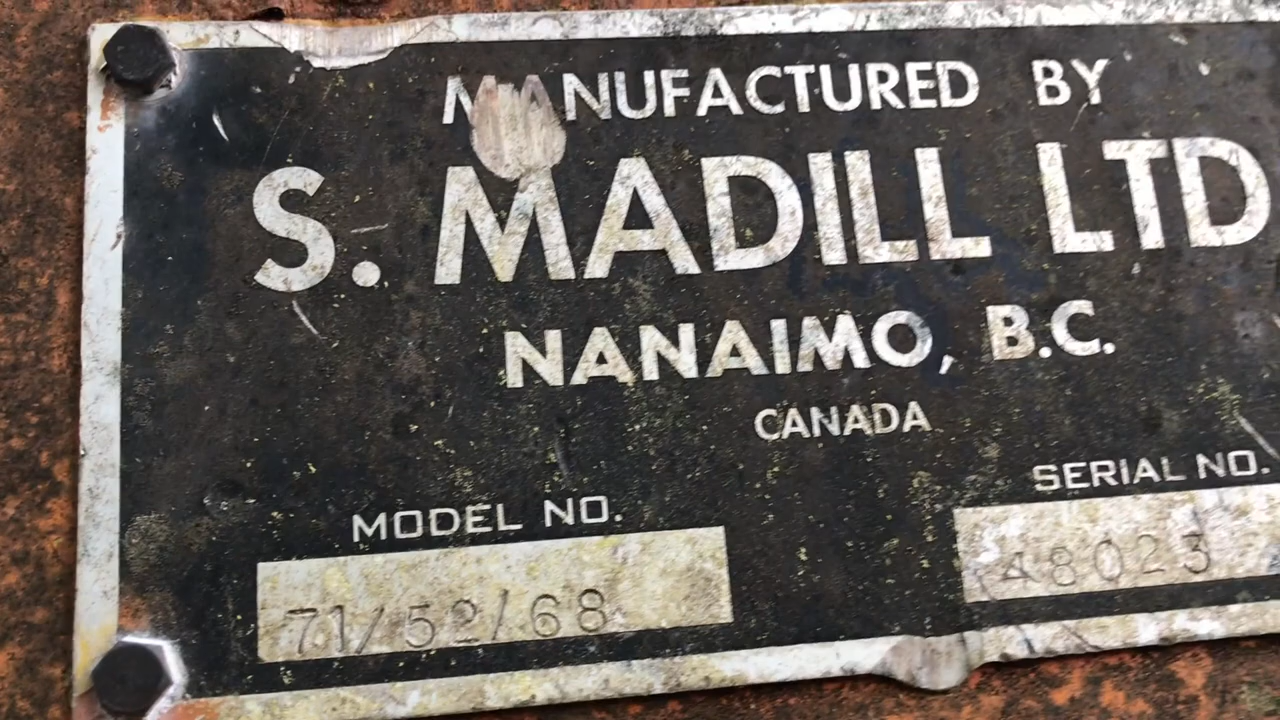 MANUFACTURED BY
S. MADILL LTD
NANAIMO, B.C.
CANADA
MODEL NO.
SERIAL NO.
71/52/68
48023